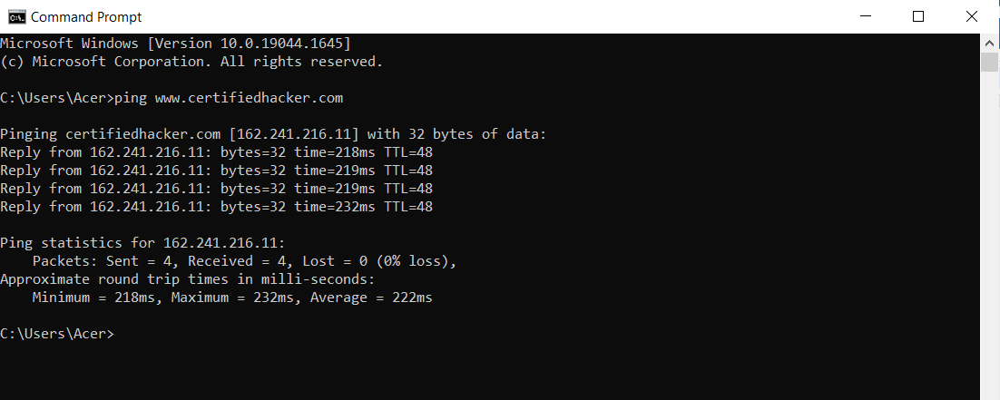 Command Prompt
Microsoft Windows [Version 10.0.19044.1645]
(c) Microsoft Corporation. All rights reserved.
C:\Users\Acer>ping www.certifiedhacker.com
Pinging certifiedhacker.com [162.241.216.11] with 32 bytes of data:
Reply from 162.241.216.11: bytes=32 time=218ms TTL=48
Reply from 162.241.216.11: bytes=32 time=219ms TTL=48
Reply from 162.241.216.11: bytes=32 time=219ms TTL=48
Reply from 162.241.216.11: bytes=32 time=232ms TTL=48
Ping statistics for 162.241.216.11:
    Packets: Sent = 4, Received = 4, Lost = 0 (0% loss),
Approximate round trip times in milli-seconds:
    Minimum = 218ms, Maximum = 232ms, Average = 222ms
C:\Users\Acer>